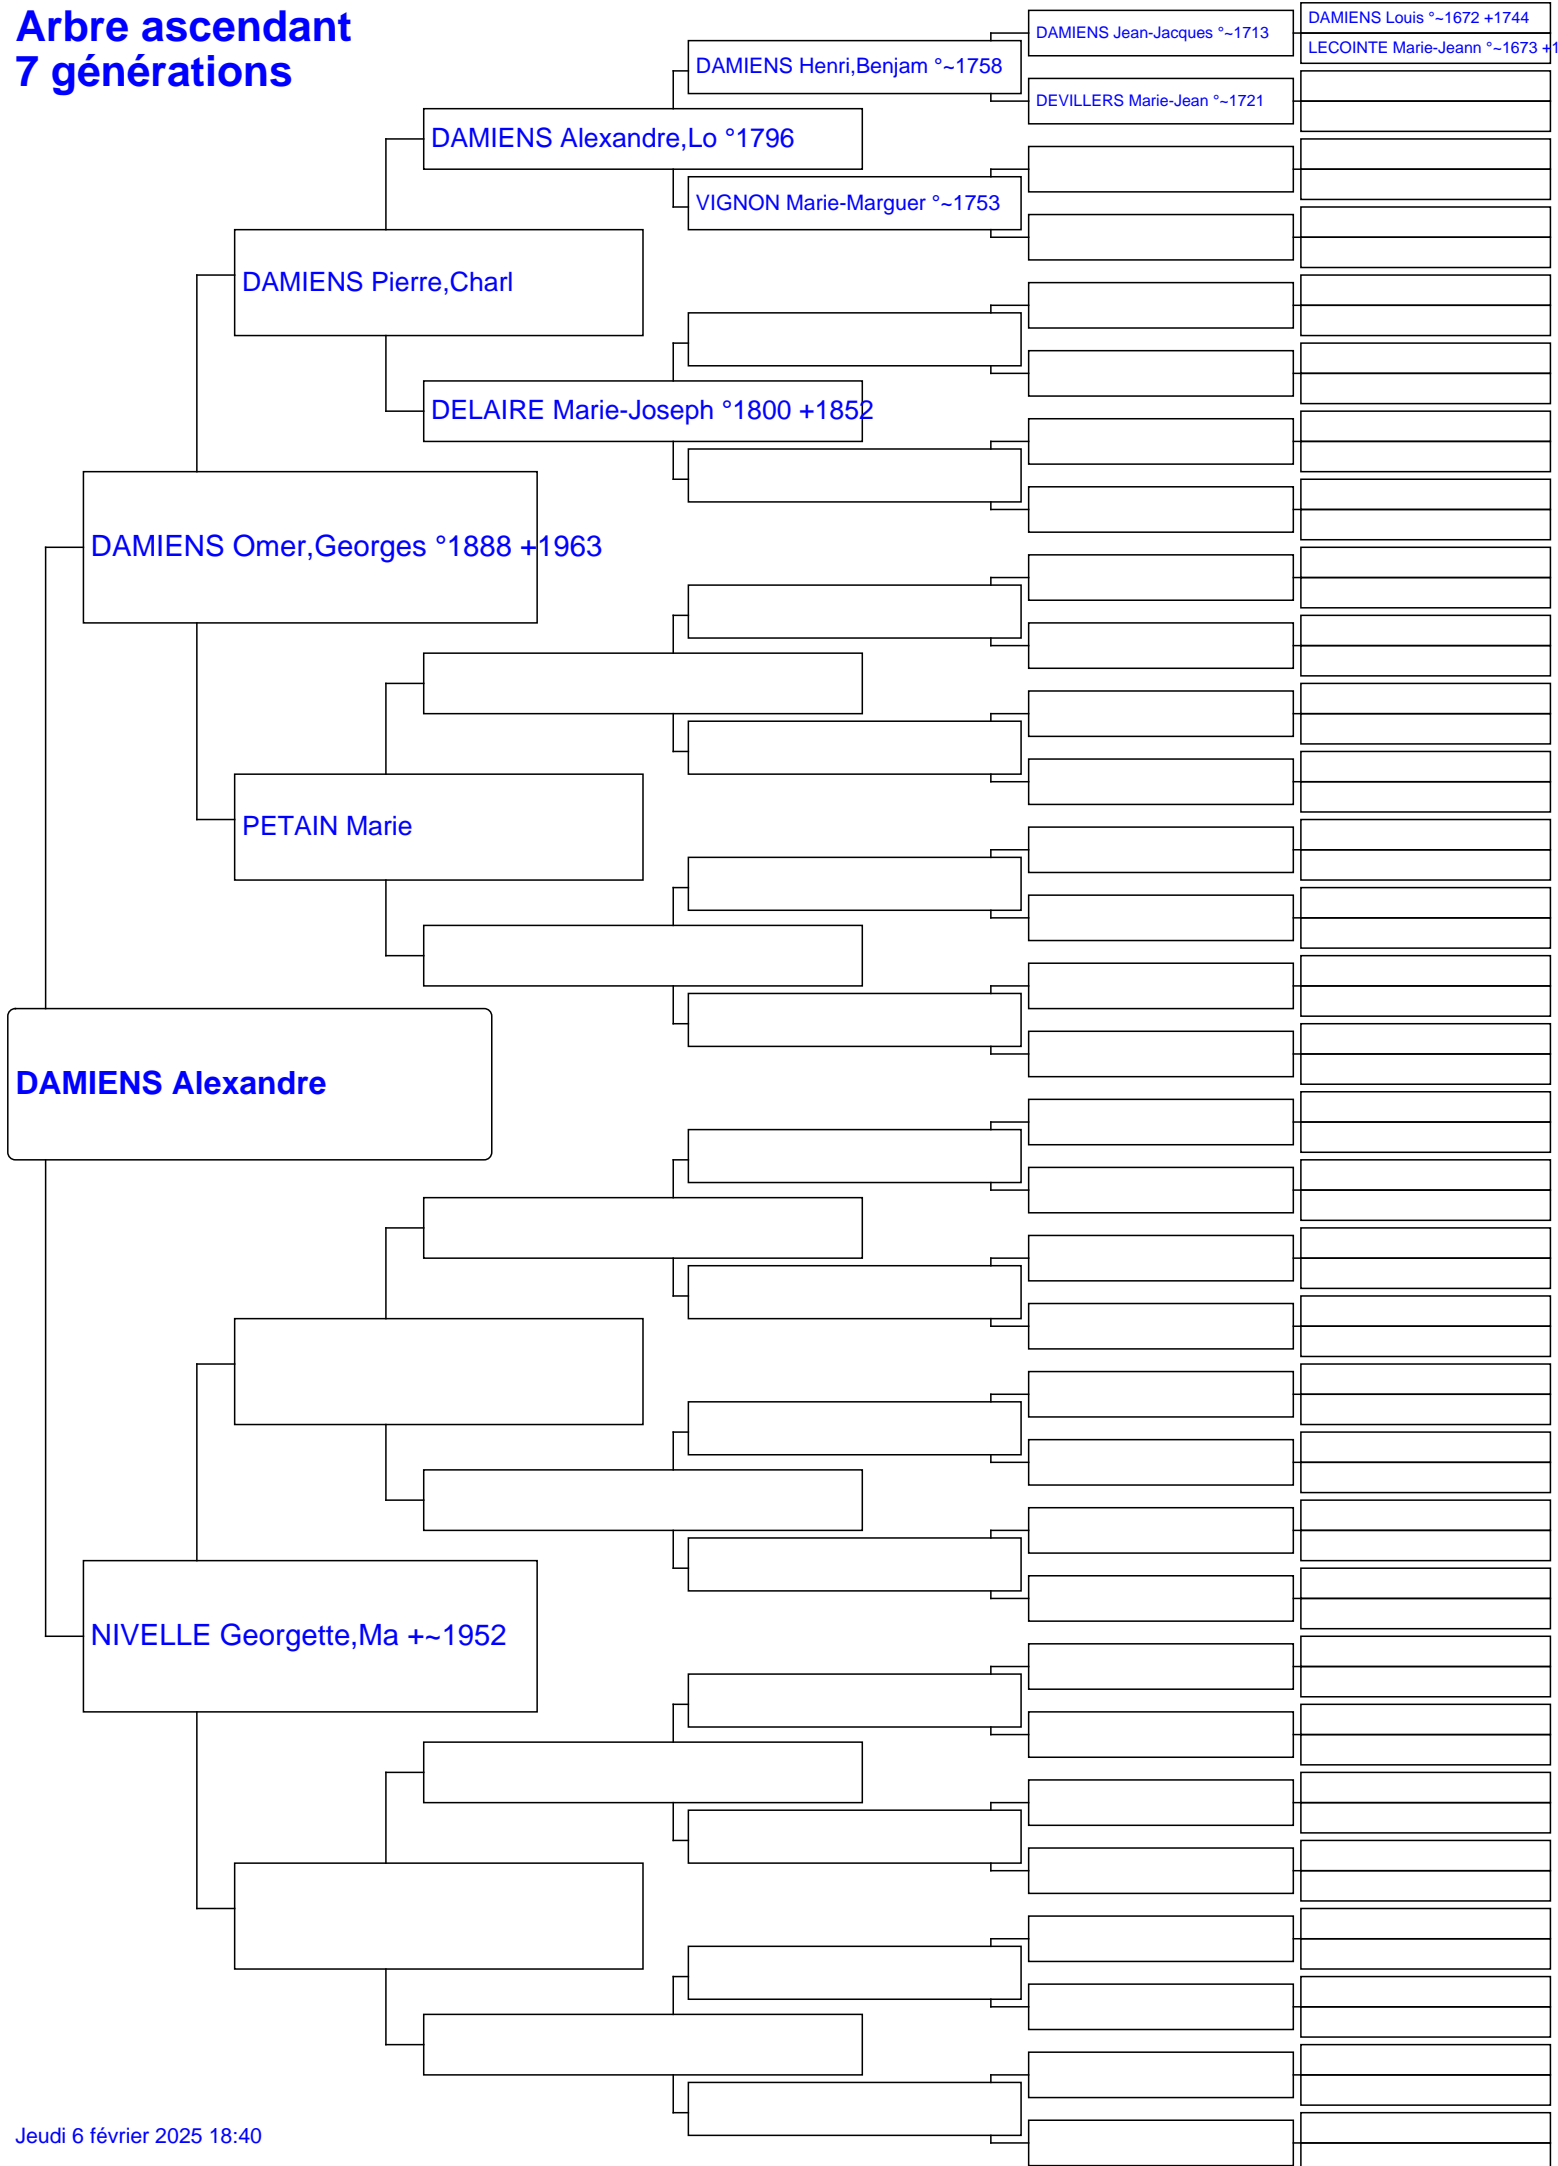 Arbre ascendant
7 générations
DAMIENS Louis °~1672 +1744
DAMIENS Jean-Jacques °~1713
LECOINTE Marie-Jeann °~1673 +1
DAMIENS Henri,Benjam °~1758
DEVILLERS Marie-Jean °~1721
DAMIENS Alexandre,Lo °1796
VIGNON Marie-Marguer °~1753
DAMIENS Pierre,Charl
DELAIRE Marie-Joseph °1800 +1852
DAMIENS Omer,Georges °1888 +1963
PETAIN Marie
DAMIENS Alexandre
NIVELLE Georgette,Ma +~1952
Jeudi 6 février 2025 18:40